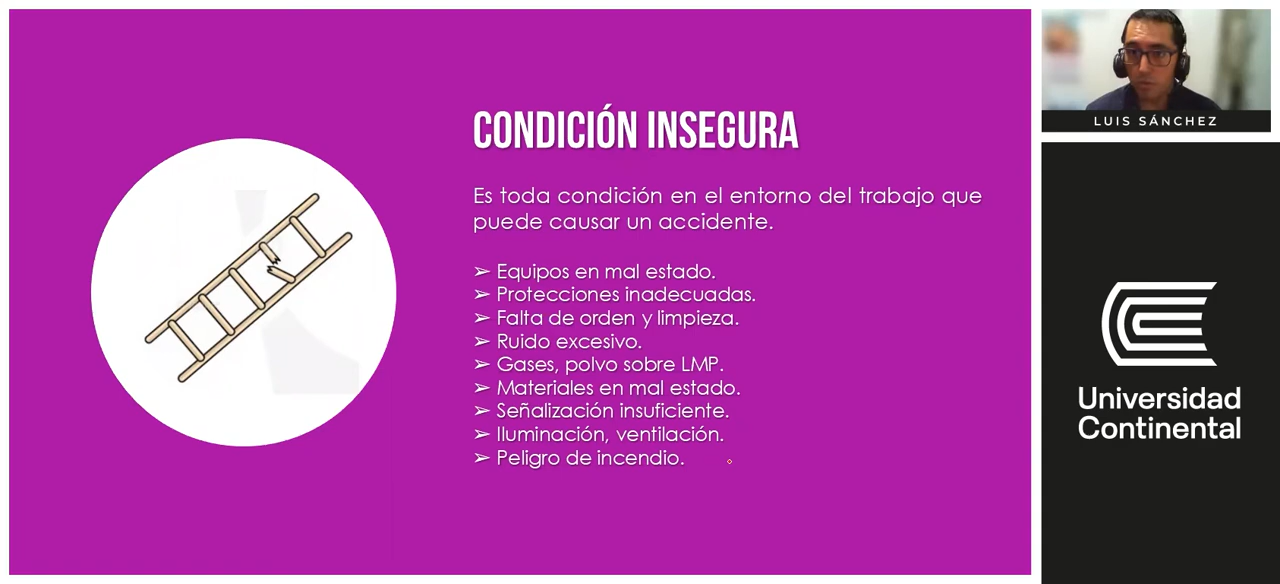 CONDICIÓN INSEGURA
Es toda condición en el entorno del trabajo que
puede causar un accidente.
➢ Equipos en mal estado.
➢ Protecciones inadecuadas.
➢ Falta de orden y limpieza.
➢ Ruido excesivo.
➢ Gases, polvo sobre LMP.
➢ Materiales en mal estado.
➢ Señalización insuficiente.
➢ Iluminación, ventilación.
➢ Peligro de incendio.
LUIS SÁNCHEZ
Universidad
Continental